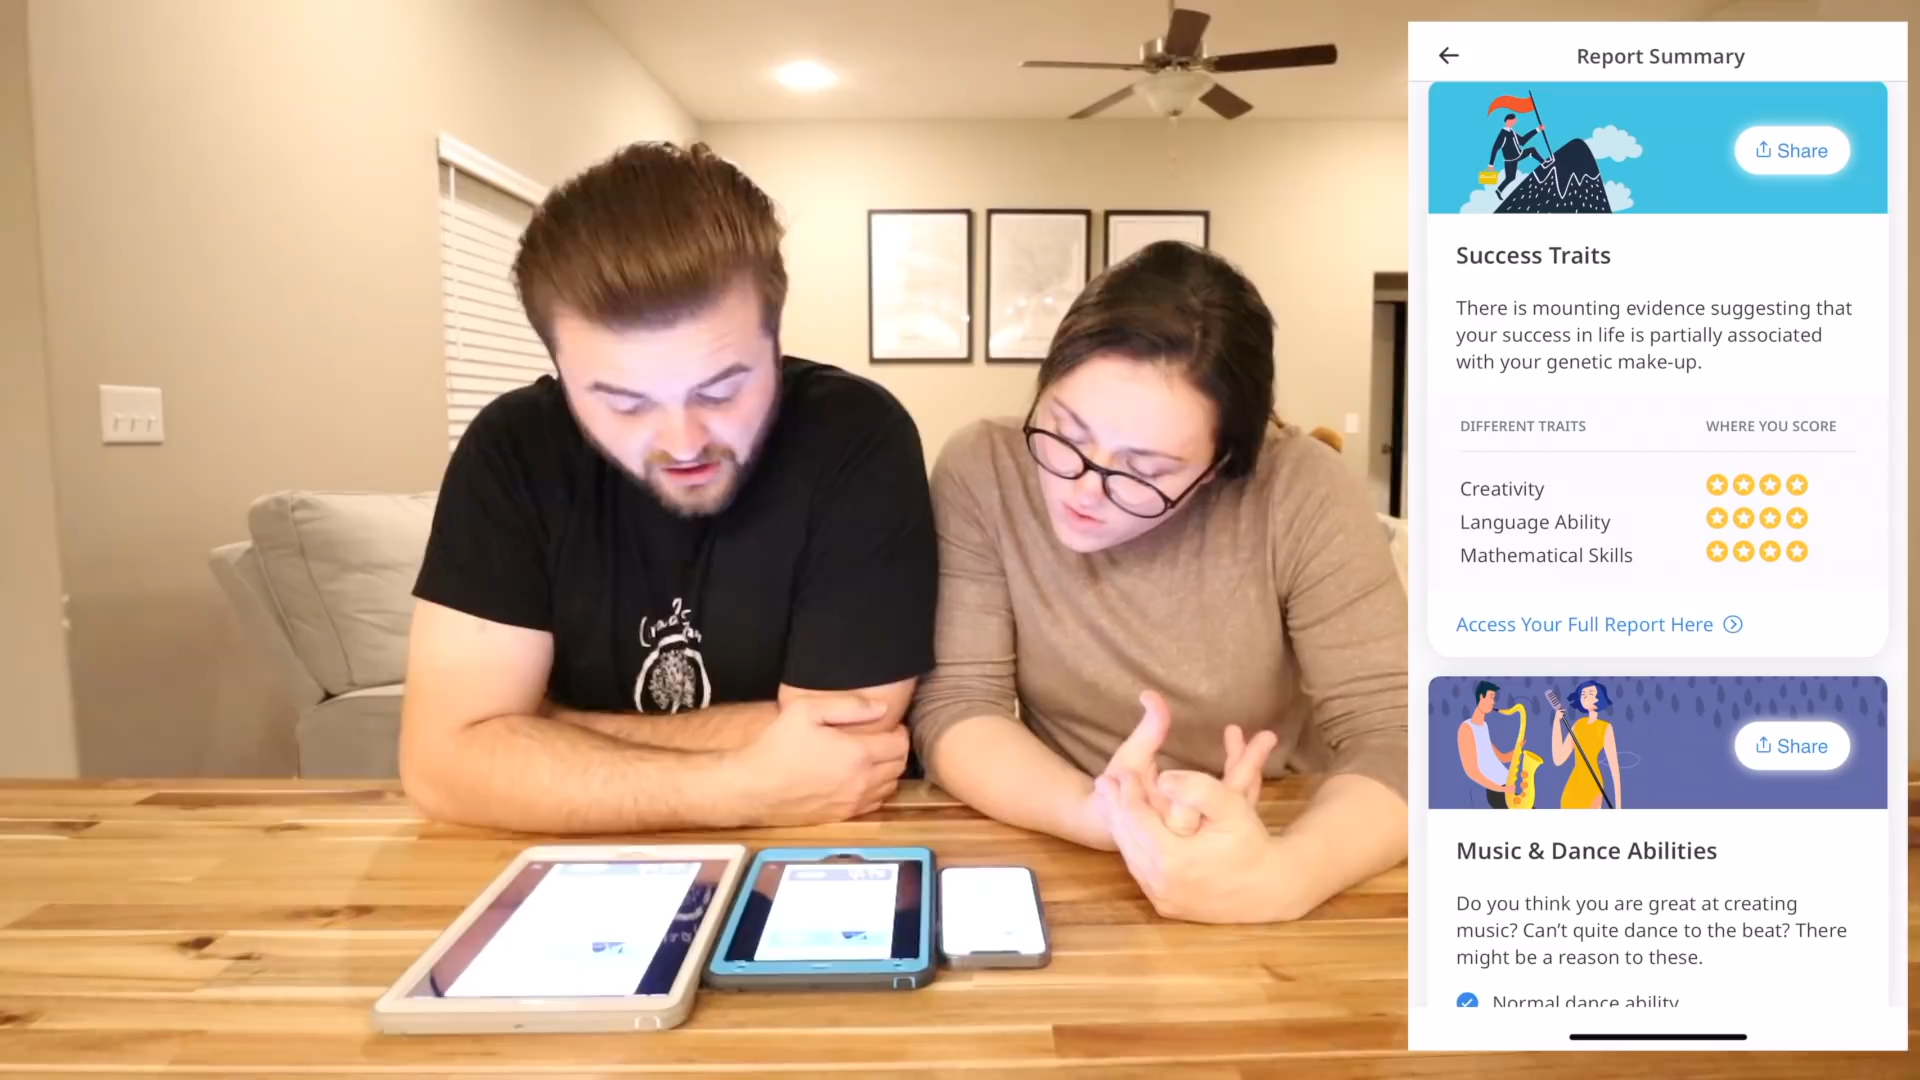 Report Summary
Share
Success Traits
There is mounting evidence suggesting that
your success in life is partially associated
with your genetic make-up.
DIFFERENT TRAITS WHERE YOU SCORE
Creativity
Language Ability
Mathematical Skills
Access Your Full Report Here
Share
Music & Dance Abilities
Do you think you are great at creating
music? Can't quite dance to the beat? There
might be a reason to these.
Normal dance ability